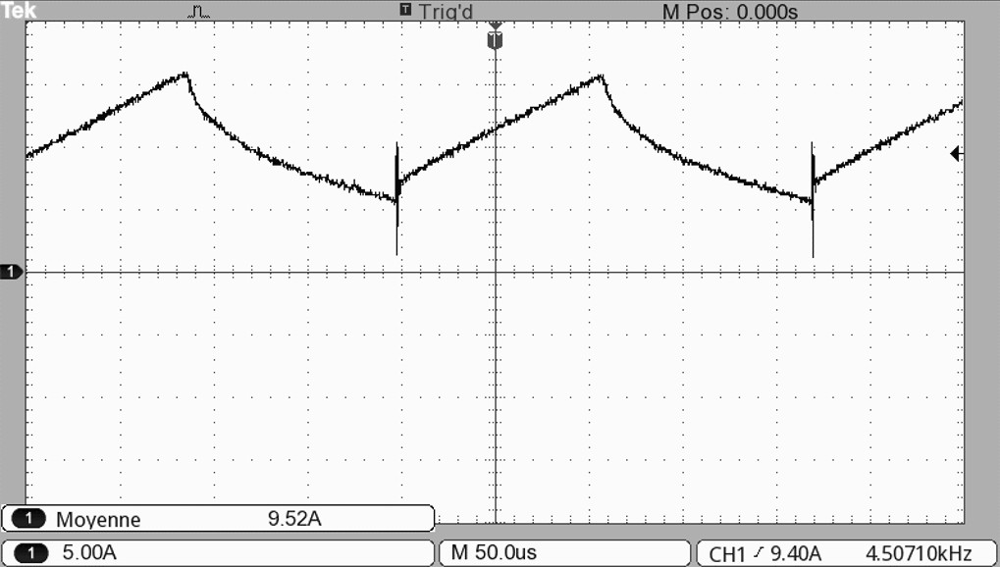 Tek T Trig'd M Pos: 0.000s
T
1
1 Moyenne 9.52A
1 5.00A M 50.0us CH1 9.40A 4.50710kHz